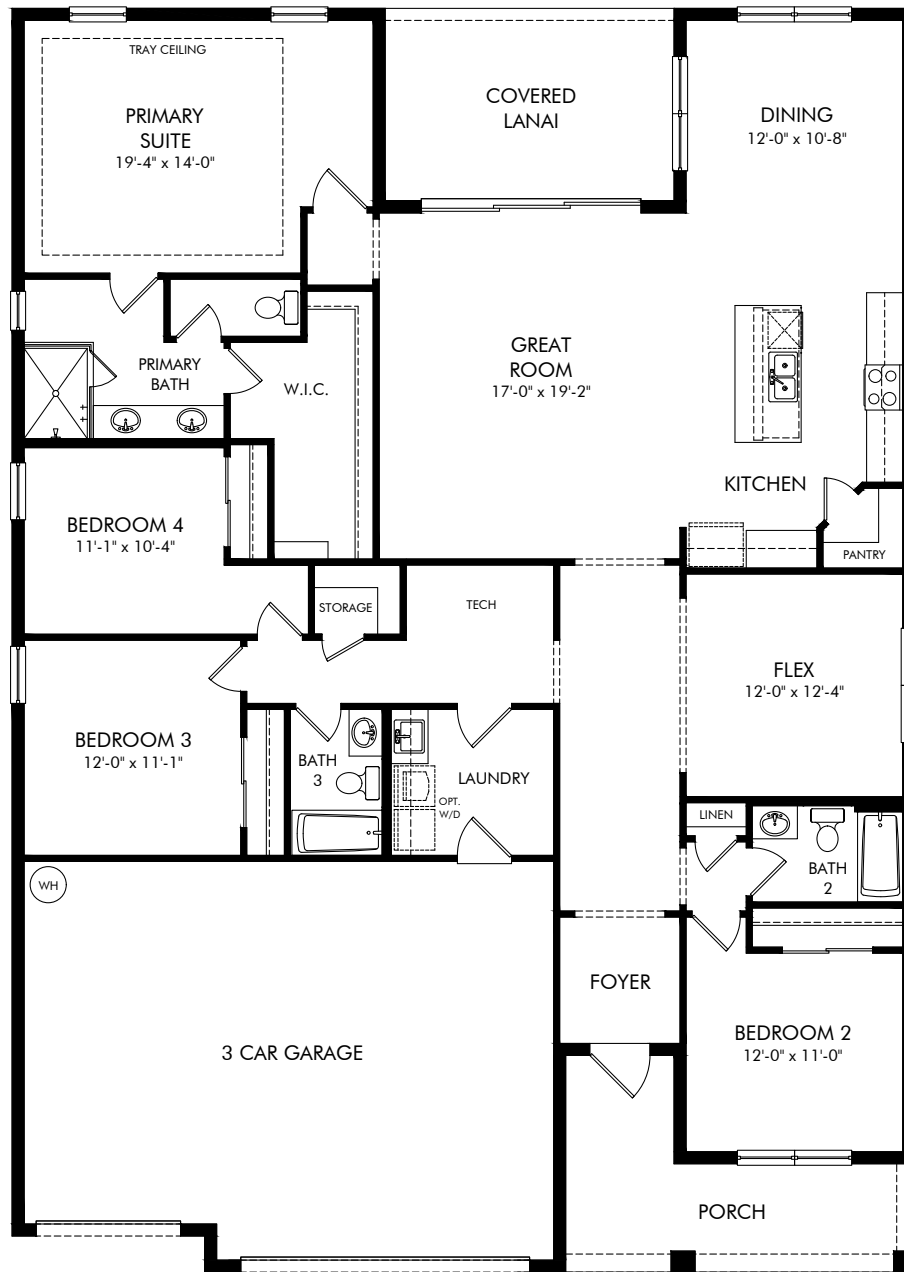 TRAY CEILING
PRIMARY
SUITE
19'-4" x 14'-0"
COVERED
LANAI
DINING
12'-0" x 10'-8"
PRIMARY
BATH
W.I.C.
GREAT
ROOM
17'-0" x 19'-2"
KITCHEN
PANTRY
BEDROOM 4
11'-1" x 10'-4"
STORAGE
TECH
FLEX
12'-0" x 12'-4"
BEDROOM 3
12'-0" x 11'-1"
BATH
3
LAUNDRY
OPT.
W/D
LINEN
BATH
2
WH
FOYER
BEDROOM 2
12'-0" x 11'-0"
3 CAR GARAGE
PORCH